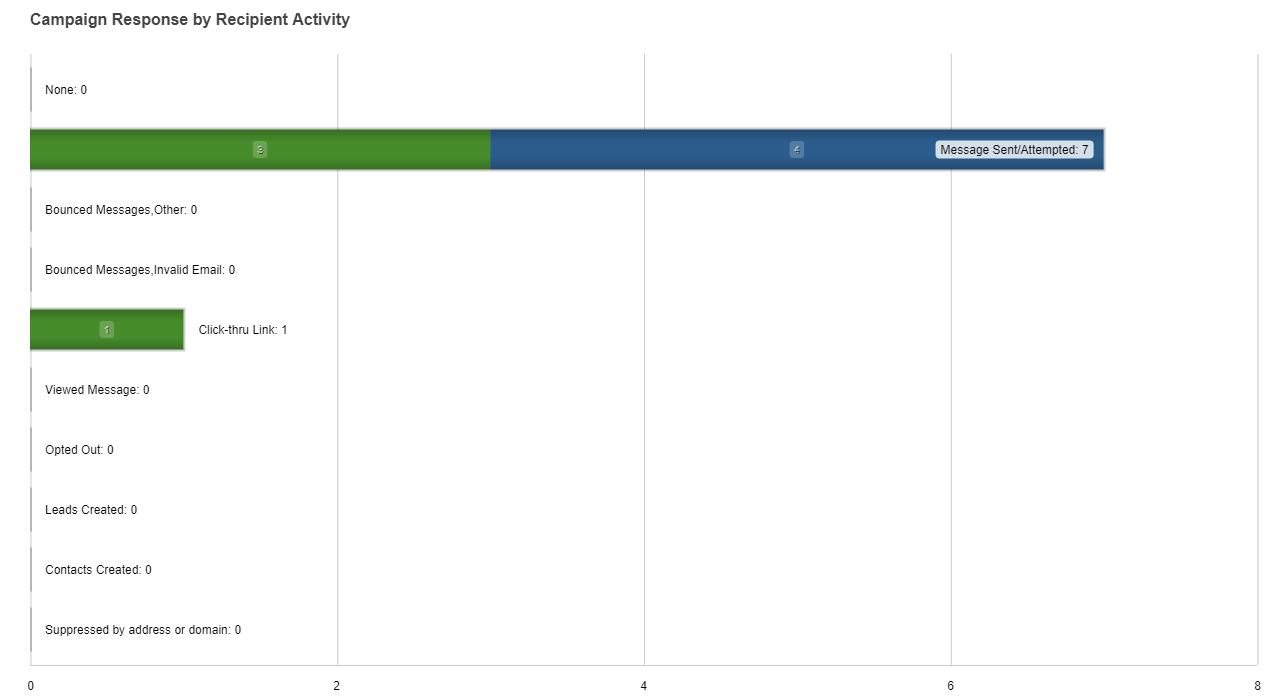 Campaign Response by Recipient Activity
None: 0
3 4 Message Sent/Attempted: 7
Bounced Messages,Other: 0
Bounced Messages,Invalid Email: 0
1 Click-thru Link: 1
Viewed Message: 0
Opted Out: 0
Leads Created: 0
Contacts Created: 0
Suppressed by address or domain: 0
0 2 4 6 8